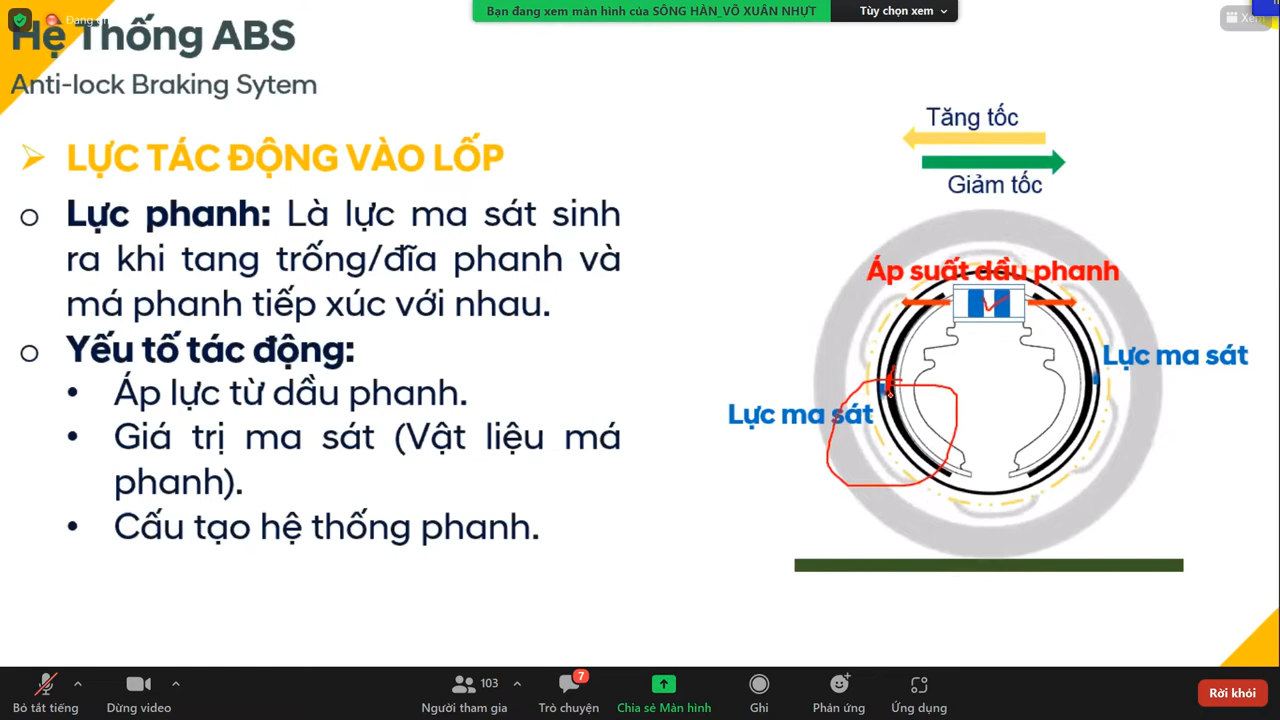 Bạn đang xem màn hình của SÔNG HÀN_VÕ XUÂN NHỰT
Tùy chọn xem
Hệ Thống ABS
Anti-lock Braking Sytem
LỰC TÁC ĐỘNG VÀO LỐP
Lực phanh: Là lực ma sát sinh
ra khi tang trống/đĩa phanh và
má phanh tiếp xúc với nhau.
Yếu tố tác động:
Áp lực từ dầu phanh.
Giá trị ma sát (Vật liệu má
phanh).
Cấu tạo hệ thống phanh.
Tăng tốc
Giảm tốc
Áp suất dầu phanh
Lực ma sát
Lực ma sát
Bỏ tắt tiếng
Dừng video
103
Người tham gia
7
Trò chuyện
Chia sẻ Màn hình
Ghi
Phản ứng
Ứng dụng
Rời khỏi